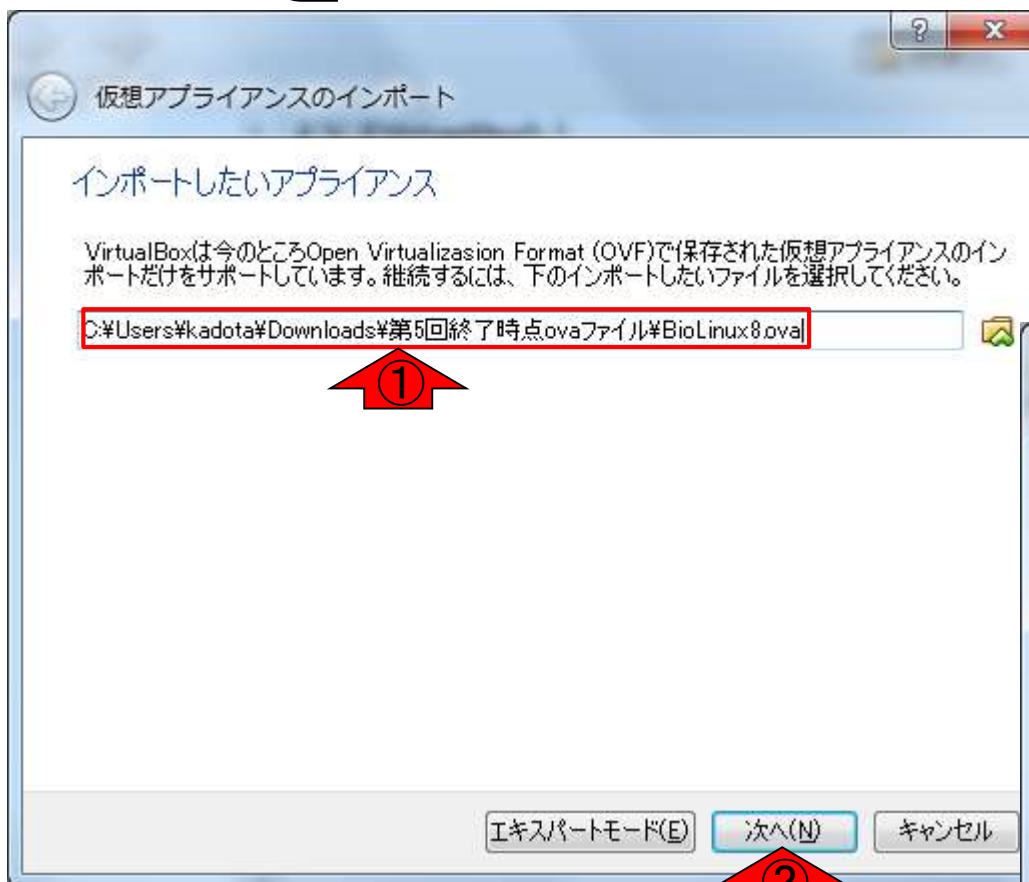 仮想アプライアンスのインポート
インポートしたいアプライアンス
VirtualBoxは今のところOpen Virtualizasion Format (OVF)で保存された仮想アプライアンスのイン
ポートだけをサポートしています。継続するには、下のインポートしたいファイルを選択してください。
C:¥Users¥kadota¥Downloads¥第5回終了時点ovaファイル¥BioLinux8.ova
①
エキスパートモード(E) 次へ(N) キャンセル
②